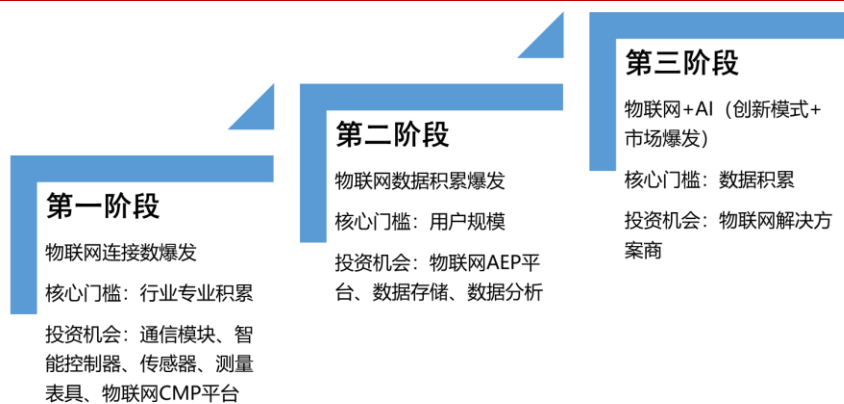 第一阶段
物联网连接数爆发
核心门槛：行业专业积累
投资机会：通信模块、智
能控制器、传感器、测量
表具、物联网CMP平台
第二阶段
物联网数据积累爆发
核心门槛：用户规模
投资机会：物联网AEP平
台、数据存储、数据分析
第三阶段
物联网+AI（创新模式+
市场爆发）
核心门槛：数据积累
投资机会：物联网解决方
案商